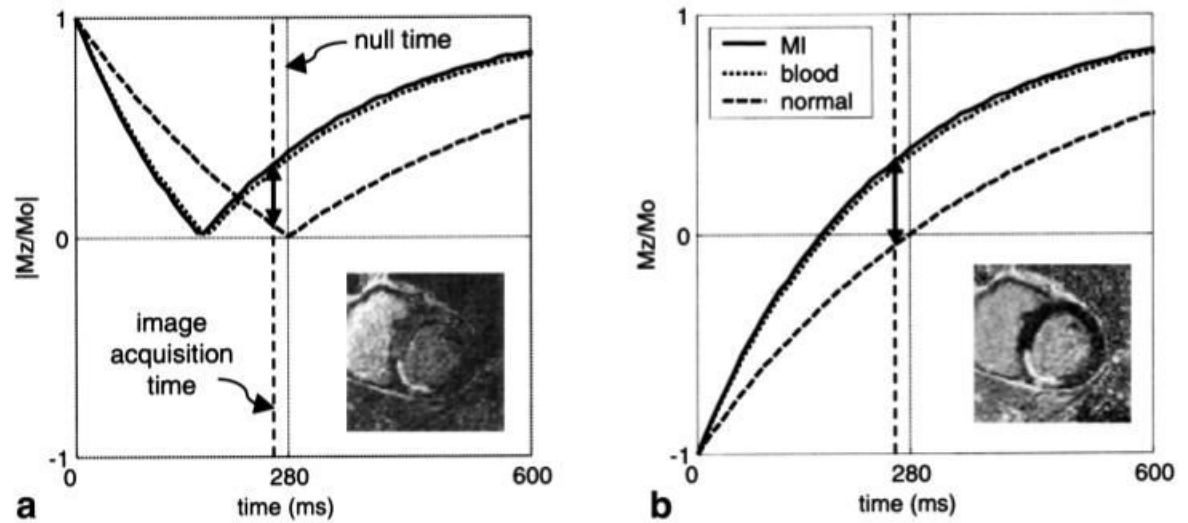 1
null time
|Mz/Mo|
0
image
acquisition
time
-1
0
280
600
time (ms)
a
1
MI
blood
normal
Mz/Mo
0
-1
0
280
600
time (ms)
b